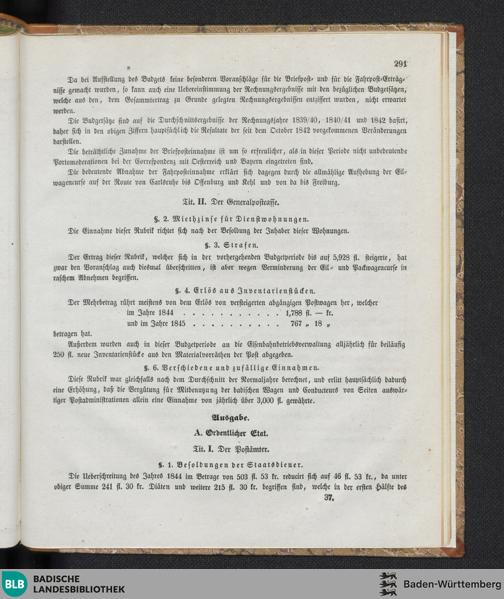 291
Da bei Aufstellung des Budgets keine besonderen Voranschläge für die Briefpost- und für die Fahrpost-Erträg-
nisse gemacht wurden, so kann auch eine Uebereinstimmung der Rechnungsergebnisse mit den bezüglichen Budgetsätzen,
welche aus den, dem Gesammtertrag zu Grunde gelegten Rechnungsergebnissen entziffert wurden, nicht erwartet
werden.
Die Budgetsätze sind auf die Durchschnittsergebnisse der Rechnungsjahre 1839/40, 1840/41 und 1842 basirt,
daher sich in den obigen Ziffern hauptsächlich die Resultate der seit dem October 1842 vorgekommenen Veränderungen
darstellen.
Die beträchtliche Zunahme der Briefposteinnahme ist um so erfreulicher, als in dieser Periode nicht unbedeutende
Portomoderationen bei der Correspondenz mit Oesterreich und Bayern eingetreten sind.
Die bedeutende Abnahme der Fahrposteinnahme erklärt sich dagegen durch die allmählige Aufhebung der Eil-
wagencurse auf der Route von Carlsruhe bis Offenburg und Kehl und von da bis Freiburg.
Tit. II. Der Generalpostcasse.
§. 2. Miethzinse für Dienstwohnungen.
Die Einnahme dieser Rubrik richtet sich nach der Besoldung der Inhaber dieser Wohnungen.
§. 3. Strafen.
Der Ertrag dieser Rubrik, welcher sich in der vorhergehenden Budgetperiode bis auf 5,928 fl. steigerte, hat
zwar den Voranschlag auch diesmal überschritten, ist aber wegen Verminderung der Eil- und Packwagencurse in
raschem Abnehmen begriffen.
§. 4. Erlös aus Inventarienstücken.
Der Mehrbetrag rührt meistens von dem Erlös von versteigerten abgängigen Postwagen her, welcher
im Jahre 1844 . . . . . . . . . . . 1,788 fl. — kr.
und im Jahre 1845 . . . . . . . . . . 767 „ 18 „
betragen hat.
Außerdem wurden auch in dieser Budgetperiode an die Eisenbahnbetriebsverwaltung alljährlich für beiläufig
250 fl. neue Inventarienstücke aus den Materialvorräthen der Post abgegeben.
§. 6. Verschiedene und zufällige Einnahmen.
Diese Rubrik war gleichfalls nach dem Durchschnitt der Normaljahre berechnet, und erlitt hauptsächlich dadurch
eine Erhöhung, daß die Vergütung für Mitbenutzung der badischen Wagen und Conducteurs von Seiten auswär-
tiger Postadministrationen allein eine Einnahme von jährlich über 3,000 fl. gewährte.
Ausgabe.
A. Ordentlicher Etat.
Tit. I. Der Postämter.
§. 1. Besoldungen der Staatsdiener.
Die Ueberschreitung des Jahres 1844 im Betrage von 503 fl. 53 kr. reducirt sich auf 46 fl. 53 kr., da unter
obiger Summe 241 fl. 30 kr. Diäten und weitere 215 fl. 30 kr. begriffen sind, welche in der ersten Hälfte des
37.
BLB BADISCHE
LANDESBIBLIOTHEK
Baden-Württemberg